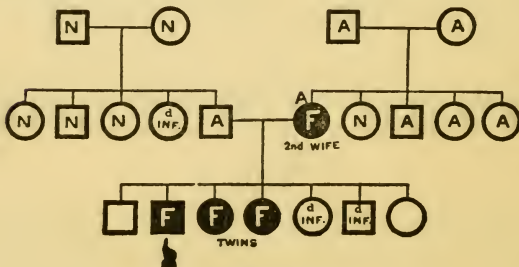 N N A A
A
N N N d INF. A F N A A A
2nd WIFE
F F F d INF. d INF.
TWINS